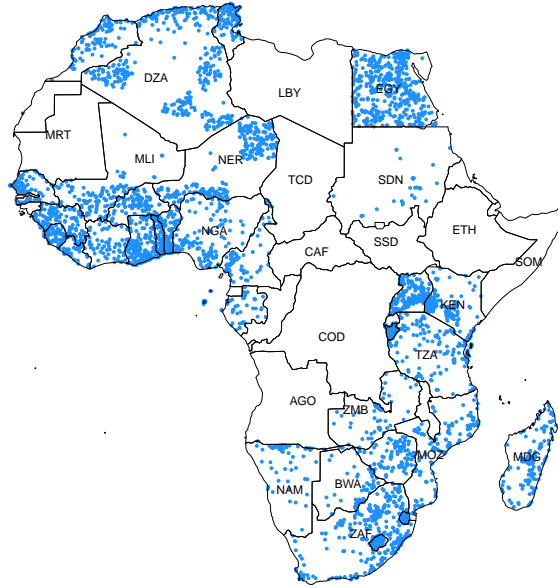 DZA
LBY
EGY
MRT
MLI
NER
TCD
SDN
NGA
CAF
SSD
ETH
SOM
KEN
COD
TZA
AGO
ZMB
MOZ
MDG
NAM
BWA
ZAF